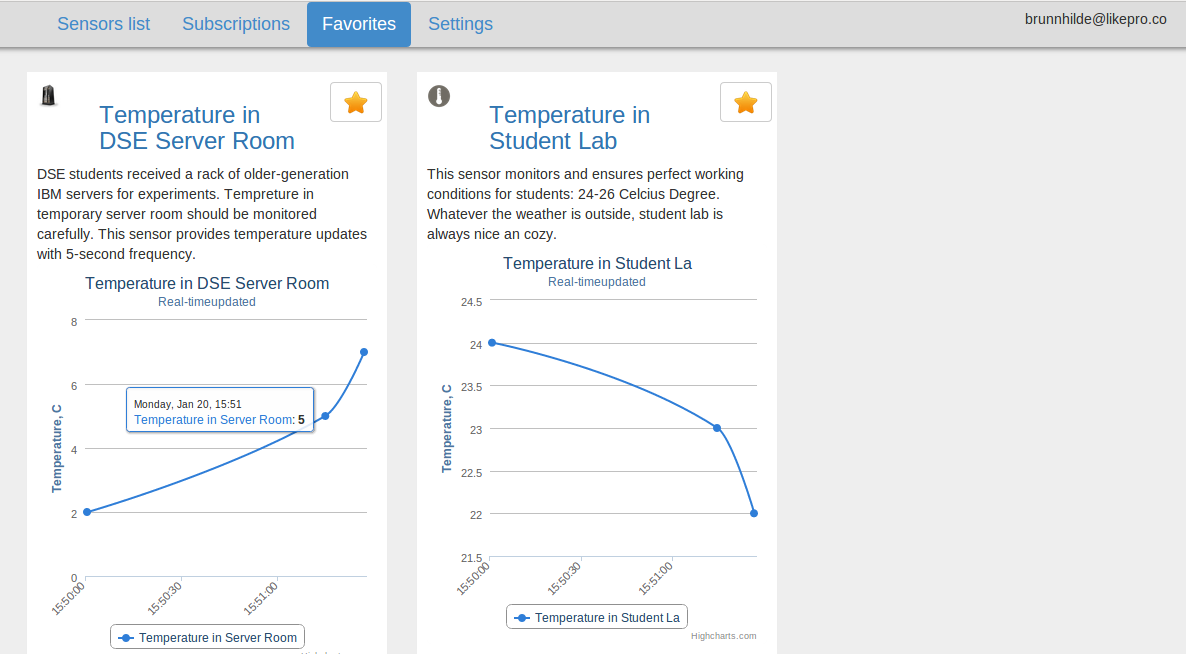 Sensors list Subscriptions Favorites Settings brunnhilde@likepro.co
Temperature in
DSE Server Room
DSE students received a rack of older-generation
IBM servers for experiments. Tempreture in
temporary server room should be monitored
carefully. This sensor provides temperature updates
with 5-second frequency.
Temperature in DSE Server Room
Real-timeupdated
Temperature, C
8
6
4
2
0
Monday, Jan 20, 15:51
Temperature in Server Room: 5
15:50:00 15:50:30 15:51:00
Temperature in Server Room
Temperature in
Student Lab
This sensor monitors and ensures perfect working
conditions for students: 24-26 Celcius Degree.
Whatever the weather is outside, student lab is
always nice an cozy.
Temperature in Student La
Real-timeupdated
Temperature, C
24.5
24
23.5
23
22.5
22
21.5
15:50:00 15:50:30 15:51:00
Temperature in Student La
Highcharts.com